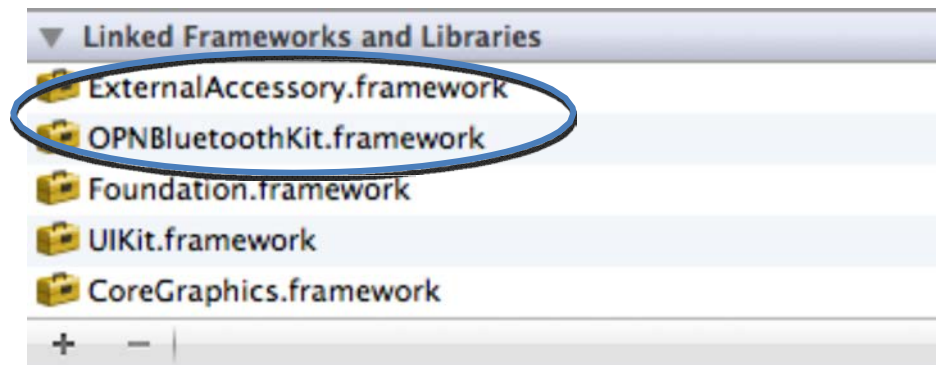 Linked Frameworks and Libraries
ExternalAccessory.framework
OPNBluetoothKit.framework
Foundation.framework
UIKit.framework
CoreGraphics.framework